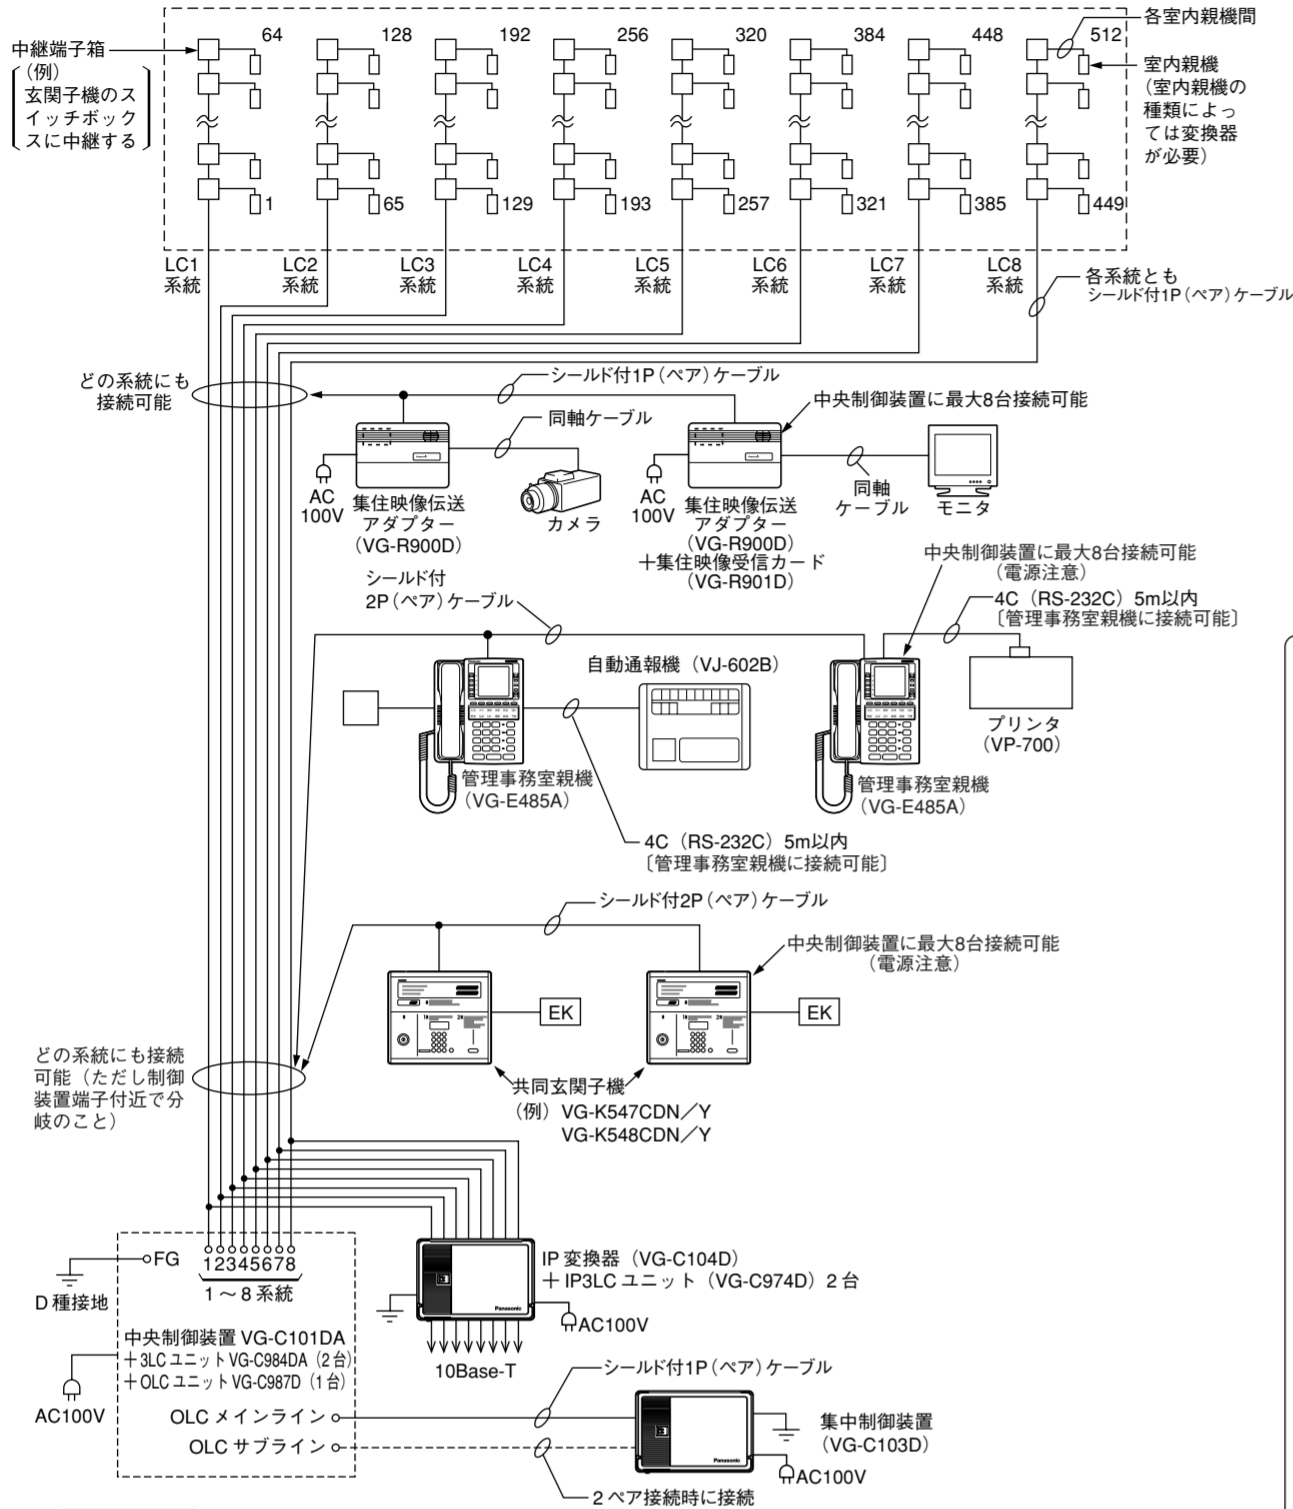 64 128 192 256 320 384 448 512
各室内親機間
中継端子箱
(例)
玄関子機のス
イッチボック
スに中継する
室内親機
(室内親機の
種類によっ
ては変換器
が必要)
1 65 129 193 257 321 385 449
LC1 LC2 LC3 LC4 LC5 LC6 LC7 LC8
系統 系統 系統 系統 系統 系統 系統 系統
各系統とも
シールド付1P(ペア)ケーブル
どの系統にも
接続可能
シールド付1P(ペア)ケーブル
中央制御装置に最大8台接続可能
同軸ケーブル
AC
100V
集住映像伝送
アダプター
(VG-R900D)
カメラ
AC
100V
集住映像伝送
アダプター
(VG-R900D)
+集住映像受信カード
(VG-R901D)
同軸
ケーブル
モニタ
シールド付
2P(ペア)ケーブル
中央制御装置に最大8台接続可能
(電源注意)
4C(RS-232C)5m以内
〔管理事務室親機に接続可能〕
自動通報機(VJ-602B)
プリンタ
(VP-700)
管理事務室親機
(VG-E485A)
管理事務室親機
(VG-E485A)
4C(RS-232C)5m以内
〔管理事務室親機に接続可能〕
シールド付2P(ペア)ケーブル
中央制御装置に最大8台接続可能
(電源注意)
EK
EK
どの系統にも接続
可能(ただし制御
装置端子付近で分
岐のこと)
共同玄関子機
(例)VG-K547CDN/Y
VG-K548CDN/Y
FG
12345678
1~8系統
D種接地
IP変換器(VG-C104D)
+IP3LCユニット(VG-C974D)2台
Panasonic
AC100V
10Base-T
中央制御装置 VG-C101DA
+3LCユニット VG-C984DA(2台)
+OLCユニット VG-C987D(1台)
AC100V
OLCメインライン
OLCサブライン
シールド付1P(ペア)ケーブル
集中制御装置
(VG-C103D)
Panasonic
AC100V
2ペア接続時に接続